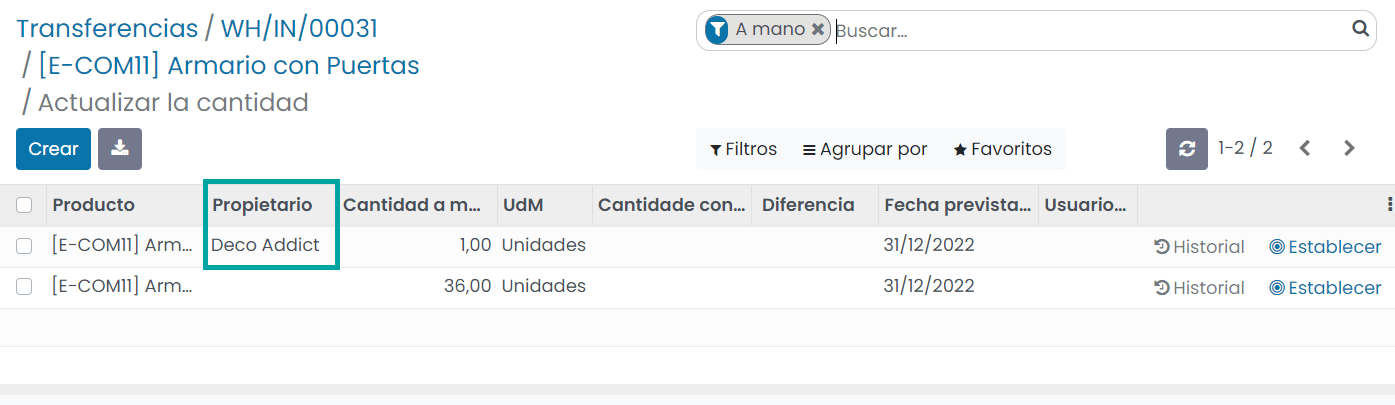 Transferencias / WH/IN/00031
/ [E-COM11] Armario con Puertas
/ Actualizar la cantidad
A mano Buscar...
Crear
Filtros Agrupar por Favoritos 1-2 / 2
Producto Propietario Cantidad a m... UdM Cantidade con... Diferencia Fecha prevista... Usuario...
[E-COM11] Arm... Deco Addict 1,00 Unidades 31/12/2022 Historial Establecer
[E-COM11] Arm... 36,00 Unidades 31/12/2022 Historial Establecer